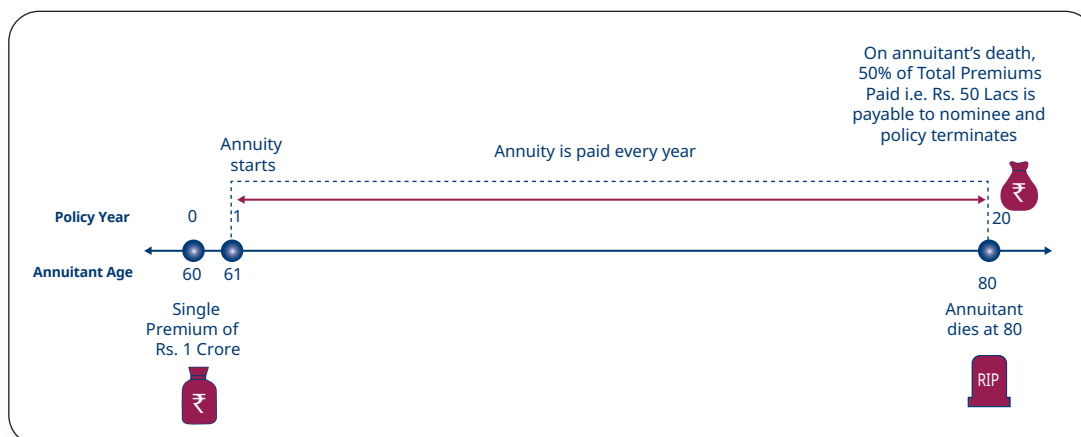 On annuitant’s death,
50% of Total Premiums
Paid i.e. Rs. 50 Lacs is
payable to nominee and
policy terminates
Annuity
starts
Annuity is paid every year
₹
Policy Year 0 1 20
Annuitant Age 60 61 80
Single
Premium of
Rs. 1 Crore
Annuitant
dies at 80
₹
RIP